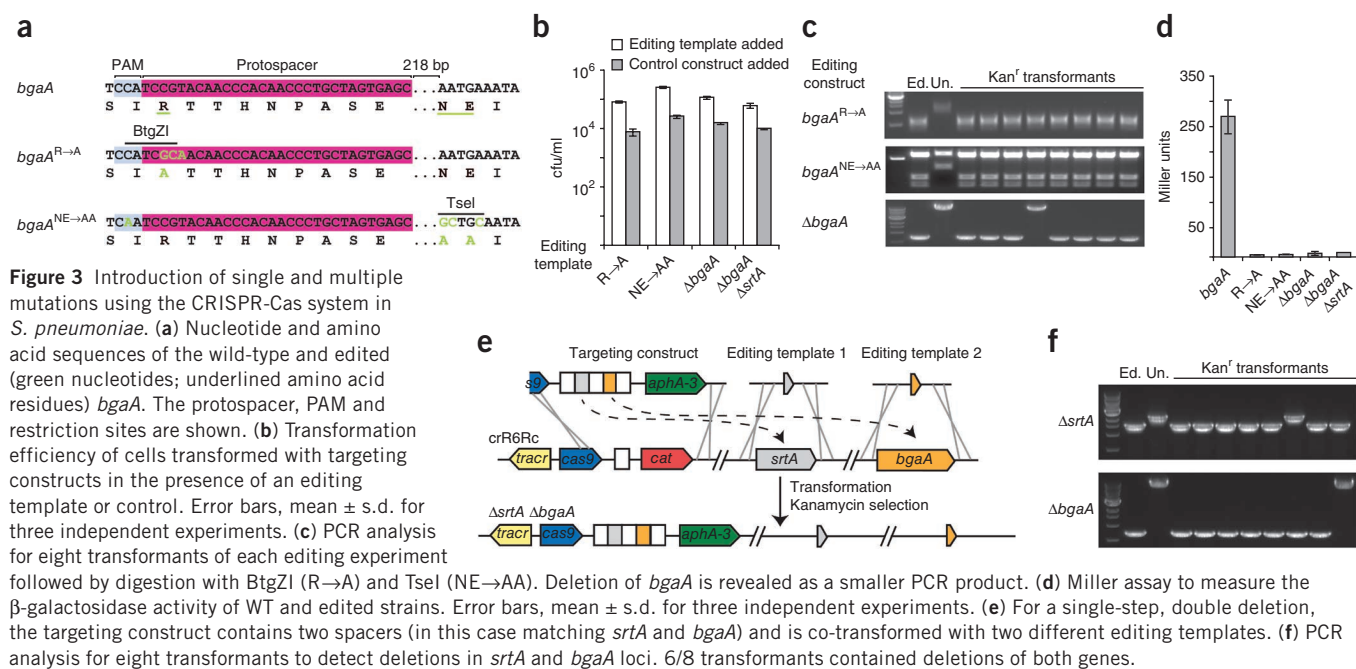 a
PAM Protospacer 218 bp
bgaA TCCATCCGTACAACCCACAACCCTGCTAGTGAGC ...AATGAAATA
S I R T T H N P A S E ...N E I
BtgZI
bgaA^R→A TCCATCGCAACAACCCACAACCCTGCTAGTGAGC ...AATGAAATA
S I A T T H N P A S E ...N E I
TseI
bgaA^NE→AA TCAATCCGTACAACCCACAACCCTGCTAGTGAGC ...GCTGCAATA
S I R T T H N P A S E ...A A I
b
Editing template added
Control construct added
10^6
10^4
10^2
0
cfu/ml
Editing template
R→A
NE→AA
ΔbgaA
ΔbgaA ΔsrtA
c
Editing construct
Ed. Un. Kan^r transformants
bgaA^R→A
bgaA^NE→AA
ΔbgaA
d
350
250
150
50
Miller units
bgaA
R→A
NE→AA
ΔbgaA
ΔbgaA ΔsrtA
e
Targeting construct Editing template 1 Editing template 2
s9 aphA-3
crR6Rc
tracr cas9 cat srtA bgaA
Transformation
Kanamycin selection
ΔsrtA ΔbgaA
tracr cas9 aphA-3
f
Ed. Un. Kan^r transformants
ΔsrtA
ΔbgaA
Figure 3 Introduction of single and multiple
mutations using the CRISPR-Cas system in
S. pneumoniae. (a) Nucleotide and amino
acid sequences of the wild-type and edited
(green nucleotides; underlined amino acid
residues) bgaA. The protospacer, PAM and
restriction sites are shown. (b) Transformation
efficiency of cells transformed with targeting
constructs in the presence of an editing
template or control. Error bars, mean ± s.d. for
three independent experiments. (c) PCR analysis
for eight transformants of each editing experiment
followed by digestion with BtgZI (R→A) and TseI (NE→AA). Deletion of bgaA is revealed as a smaller PCR product. (d) Miller assay to measure the
β-galactosidase activity of WT and edited strains. Error bars, mean ± s.d. for three independent experiments. (e) For a single-step, double deletion,
the targeting construct contains two spacers (in this case matching srtA and bgaA) and is co-transformed with two different editing templates. (f) PCR
analysis for eight transformants to detect deletions in srtA and bgaA loci. 6/8 transformants contained deletions of both genes.